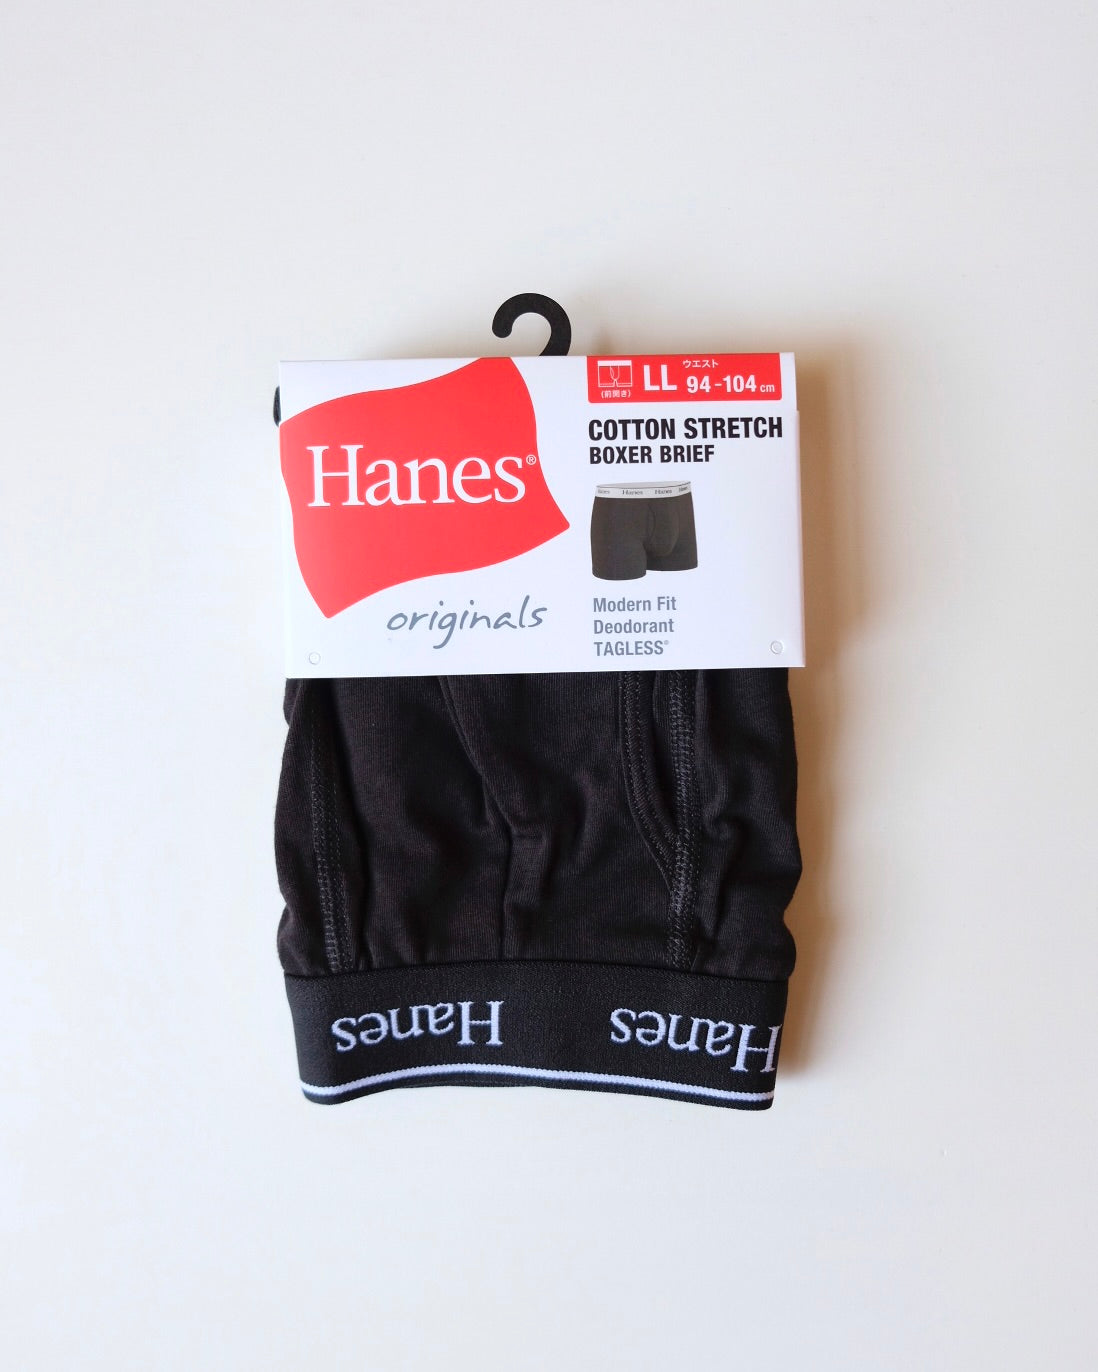 Hanes®
originals
(前開き)
LL
ウエスト
94-104cm
COTTON STRETCH
BOXER BRIEF
Hanes Hanes
Modern Fit
Deodorant
TAGLESS®
Hanes Hanes